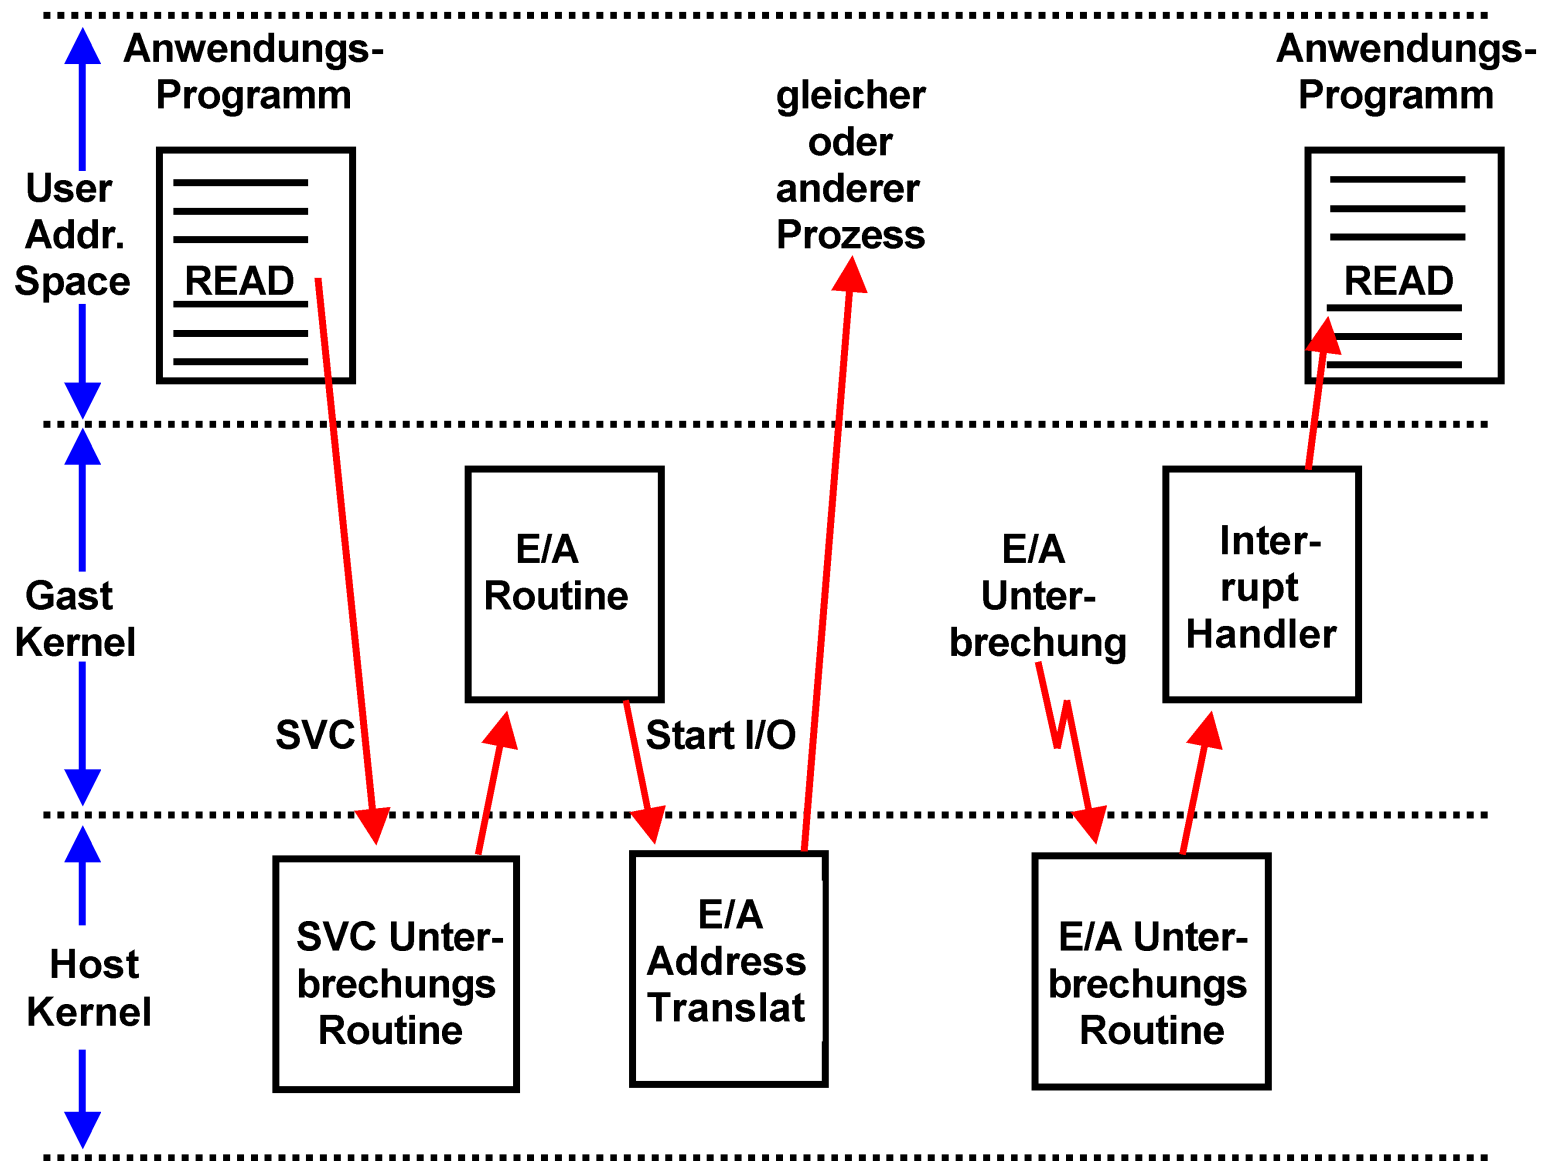 Anwendungs-
Programm
gleicher
oder
anderer
Prozess
Anwendungs-
Programm
User
Addr.
Space
READ
READ
Gast
Kernel
E/A
Routine
E/A
Unter-
brechung
Inter-
rupt
Handler
SVC
Start I/O
Host
Kernel
SVC Unter-
brechungs
Routine
E/A
Address
Translat
E/A Unter-
brechungs
Routine